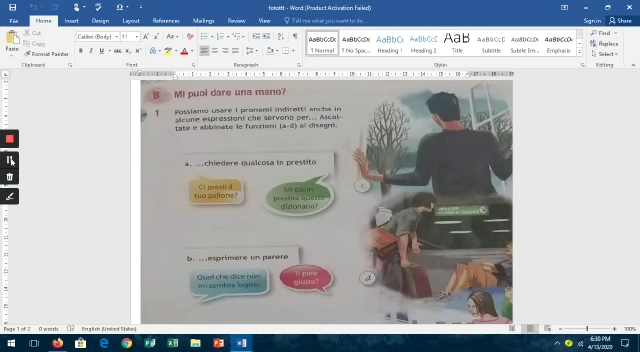 fotottt - Word (Product Activation Failed)
File Home Insert Design Layout References Mailings Review View Tell me what you want to do... Sign in Share
Cut
Copy
Paste
Format Painter
Calibri (Body) 11
AaBbCcDc AaBbCcDc AaBbCc AaBbCcC AaB AaBbCcD AaBbCcDc AaBbCcDc
¶ Normal ¶ No Spac... Heading 1 Heading 2 Title Subtitle Subtle Em... Emphasis
Find
Replace
Select
Clipboard Font Paragraph Styles Editing
B Mi puoi dare una mano?
1 Possiamo usare i pronomi indiretti anche in
alcune espressioni che servono per... Ascol-
tate e abbinate le funzioni (a-d) ai disegni.
a. ...chiedere qualcosa in prestito
Ci presti il
tuo pallone?
Mi dai in
prestito questo
dizionario?
b. ...esprimere un parere
Quel che dice non
mi sembra logico.
Ti pare
giusto?
Page 1 of 2 0 words English (United States) 100%
6:30 PM
4/13/2020